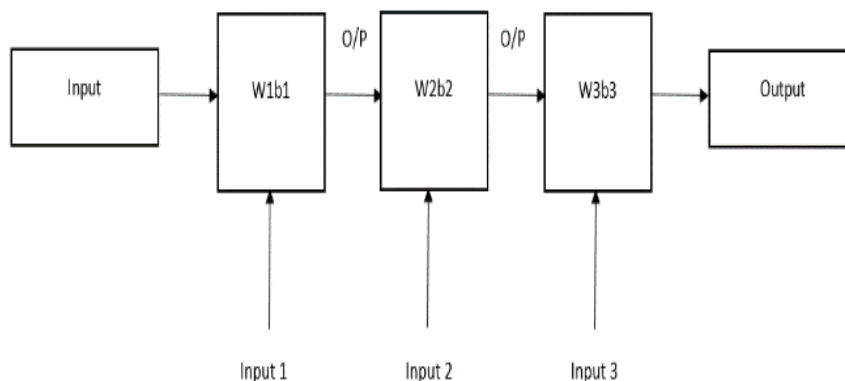 O/P
O/P
Input
W1b1
W2b2
W3b3
Output
Input 1
Input 2
Input 3